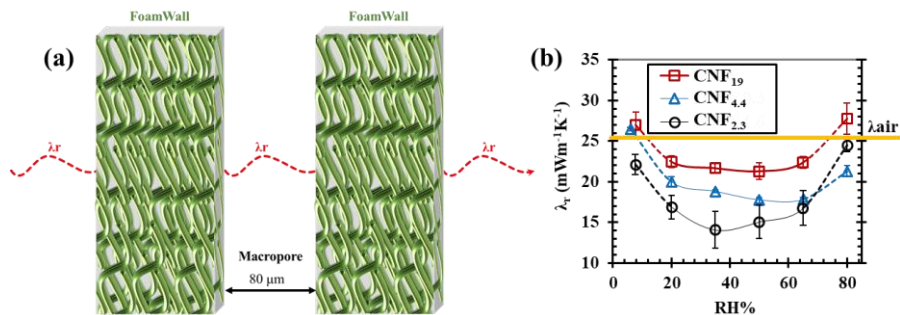 FoamWall
FoamWall
(a)
λr
λr
λr
Macropore
80 μm
(b)
35
30
25
20
15
10
λT (mWm-1K-1)
CNF19
CNF4.4
CNF2.3
λair
0
20
40
60
80
RH%